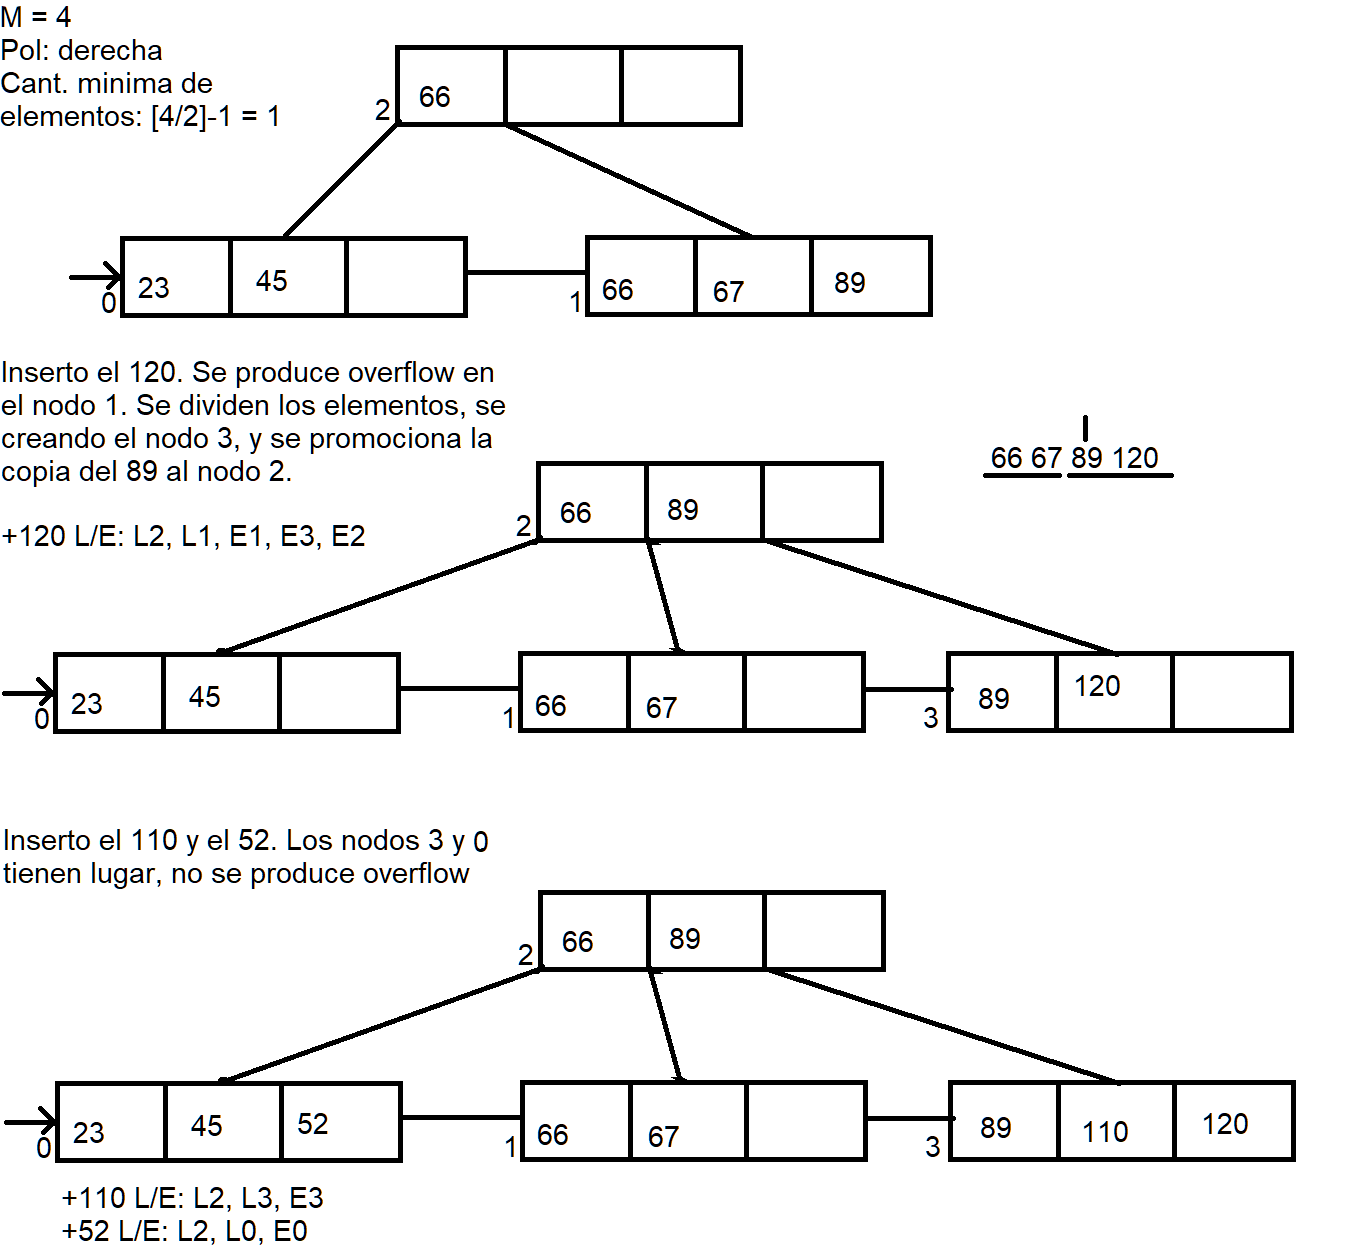 M = 4
Pol: derecha
Cant. minima de
elementos: [4/2]-1 = 1
2 66
0 23 45
1 66 67 89
Inserto el 120. Se produce overflow en
el nodo 1. Se dividen los elementos, se
creando el nodo 3, y se promociona la
copia del 89 al nodo 2.
66 67 89 120
+120 L/E: L2, L1, E1, E3, E2
2 66 89
0 23 45
1 66 67
3 89 120
Inserto el 110 y el 52. Los nodos 3 y 0
tienen lugar, no se produce overflow
2 66 89
0 23 45 52
1 66 67
3 89 110 120
+110 L/E: L2, L3, E3
+52 L/E: L2, L0, E0